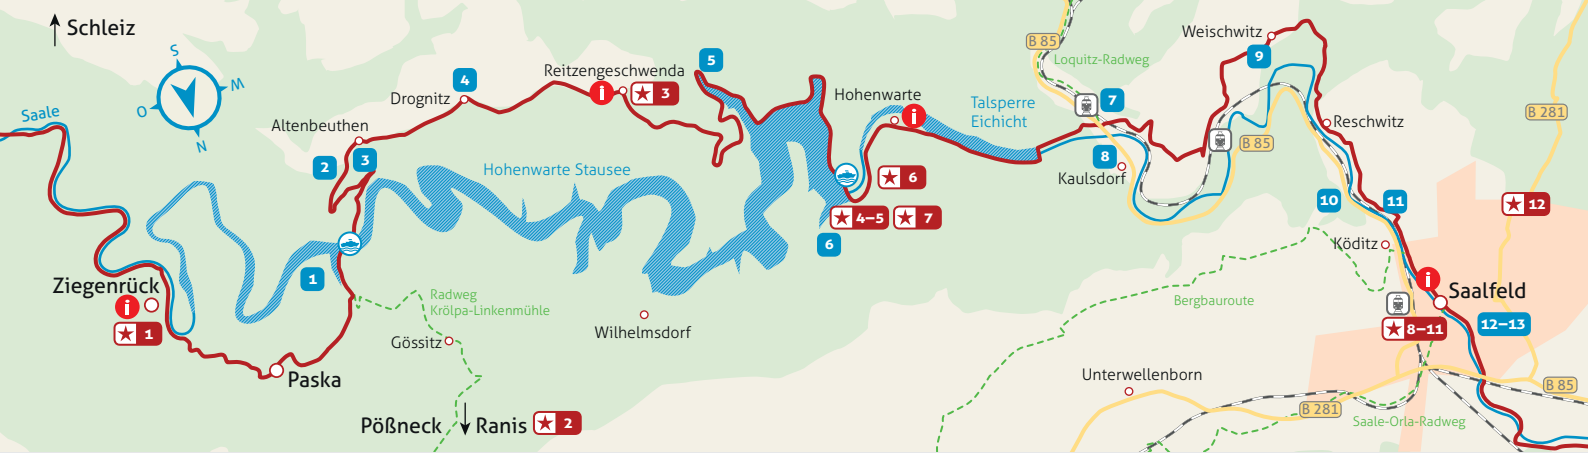 Schleiz
S
W
O
N
Saale
Ziegenrück
i
1
Paska
Altenbeuthen
2
3
1
Drognitz
4
Reitzengeschwenda
i
3
5
Hohenwarte Stausee
Radweg
Krölpa-Linkenmühle
Gössitz
Pößneck
Ranis
2
Wilhelmsdorf
Hohenwarte
i
6
4–5
7
6
Talsperre
Eichicht
B 85
Loquitz-Radweg
7
8
Kaulsdorf
Weischwitz
9
B 85
Reschwitz
10
11
Köditz
B 281
12
i
Saalfeld
8–11
12–13
Bergbauroute
Unterwellenborn
B 281
B 85
Saale-Orla-Radweg